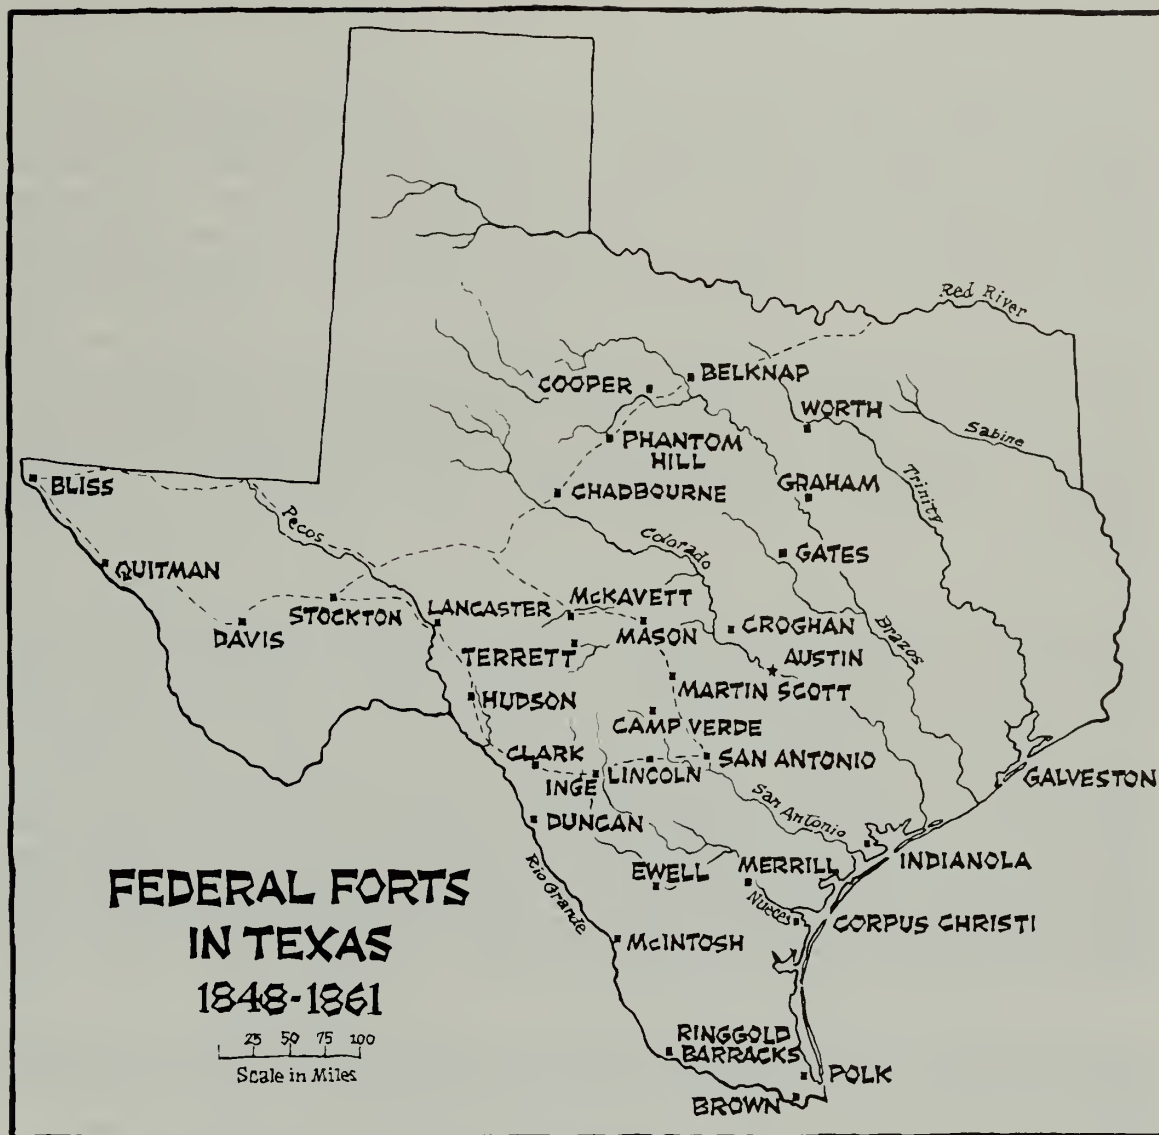 Red River
BELKNAP
COOPER
WORTH
Sabine
PHANTOM
HILL
Trinity
GRAHAM
BLISS
CHADBOURNE
Pecos
Colorado
GATES
QUITMAN
McKAVETT
STOCKTON
LANCASTER
DAVIS
MASON
CROGHAN
Brazos
TERRETT
AUSTIN
HUDSON
MARTIN SCOTT
CAMP VERDE
CLARK
SAN ANTONIO
INGE
LINCOLN
GALVESTON
San Antonio
DUNCAN
EWELL
MERRILL
INDIANOLA
Rio Grande
Nueces
CORPUS CHRISTI
McINTOSH
FEDERAL FORTS
IN TEXAS
1848-1861
25 50 75 100
Scale in Miles
RINGGOLD
BARRACKS
POLK
BROWN